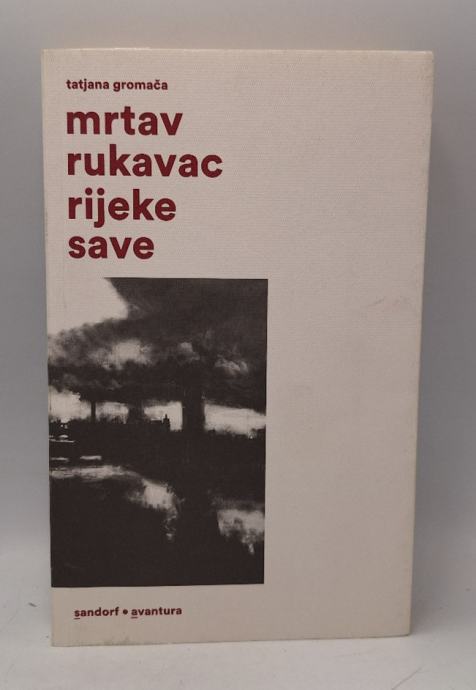 tatjana gromača
mrtav
rukavac
rijeke
save
sandorf • avantura